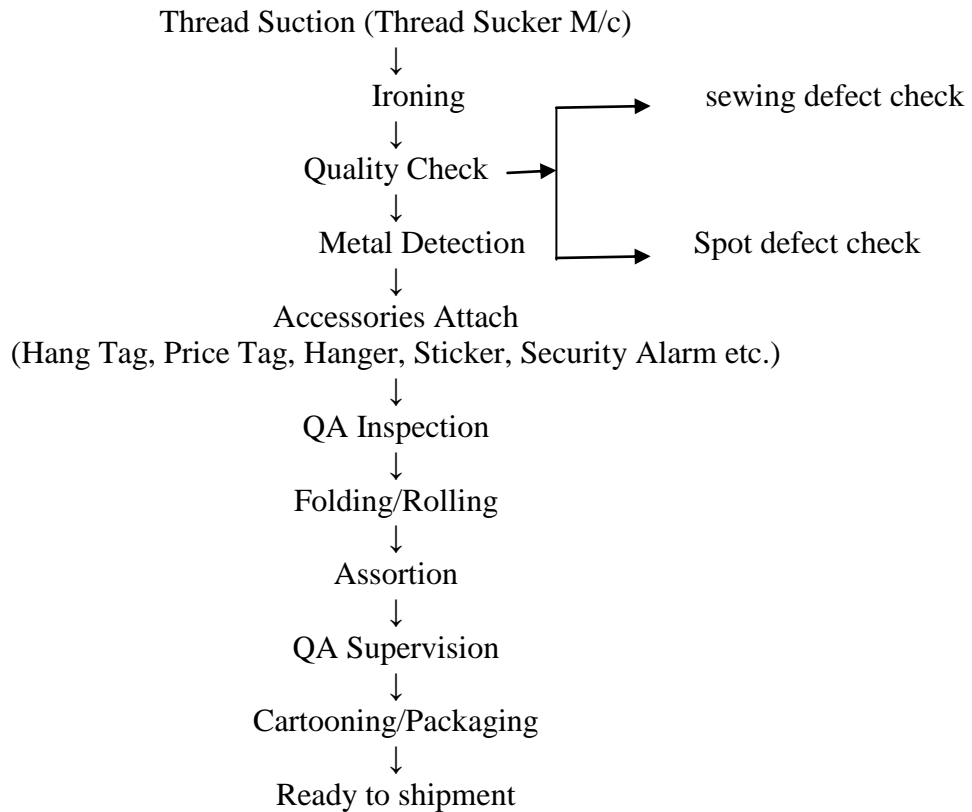 Thread Suction (Thread Sucker M/c)
↓
Ironing
sewing defect check
↓
Quality Check
↓
Metal Detection
Spot defect check
↓
Accessories Attach
(Hang Tag, Price Tag, Hanger, Sticker, Security Alarm etc.)
↓
QA Inspection
↓
Folding/Rolling
↓
Assortion
↓
QA Supervision
↓
Cartooning/Packaging
↓
Ready to shipment